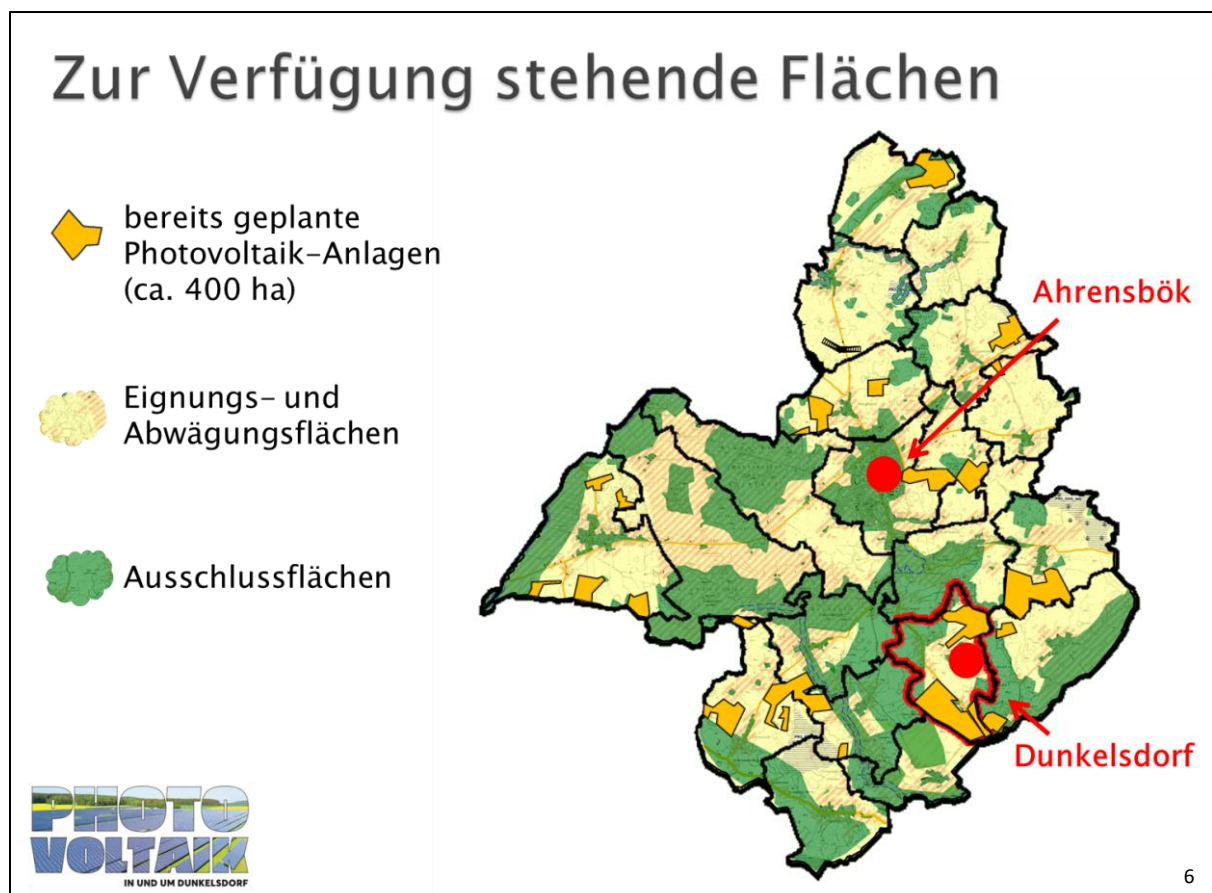 Zur Verfügung stehende Flächen
bereits geplante
Photovoltaik-Anlagen
(ca. 400 ha)
Eignungs- und
Abwägungsflächen
Ausschlussflächen
Ahrensbök
Dunkelsdorf
PHOTO
VOLTAIK
IN UND UM DUNKELSDORF
6